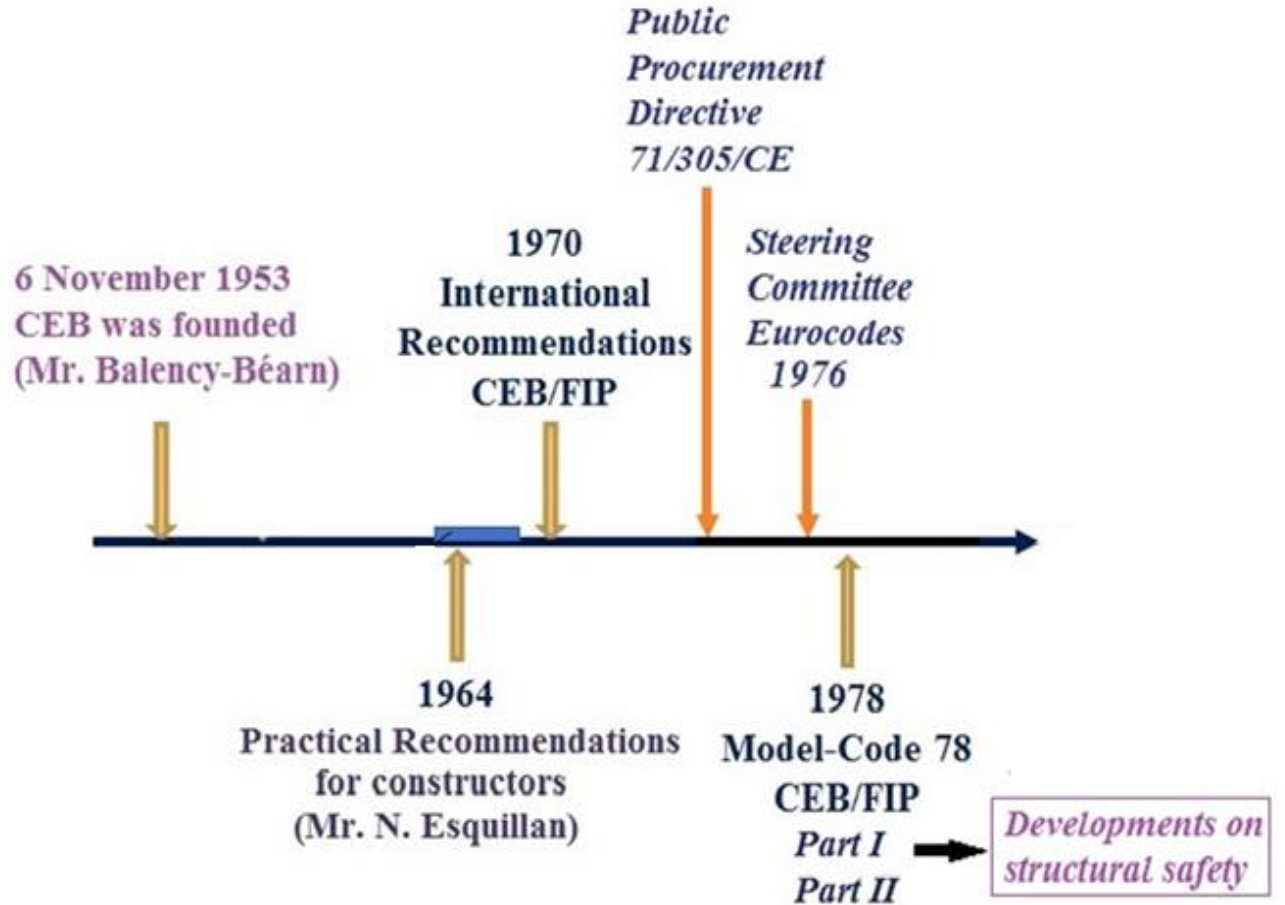 Public
Procurement
Directive
71/305/CE
6 November 1953
CEB was founded
(Mr. Balency-Béarn)
1970
International
Recommendations
CEB/FIP
Steering
Committee
Eurocodes
1976
1964
Practical Recommendations
for constructors
(Mr. N. Esquillan)
1978
Model-Code 78
CEB/FIP
Part I
Part II
Developments on
structural safety